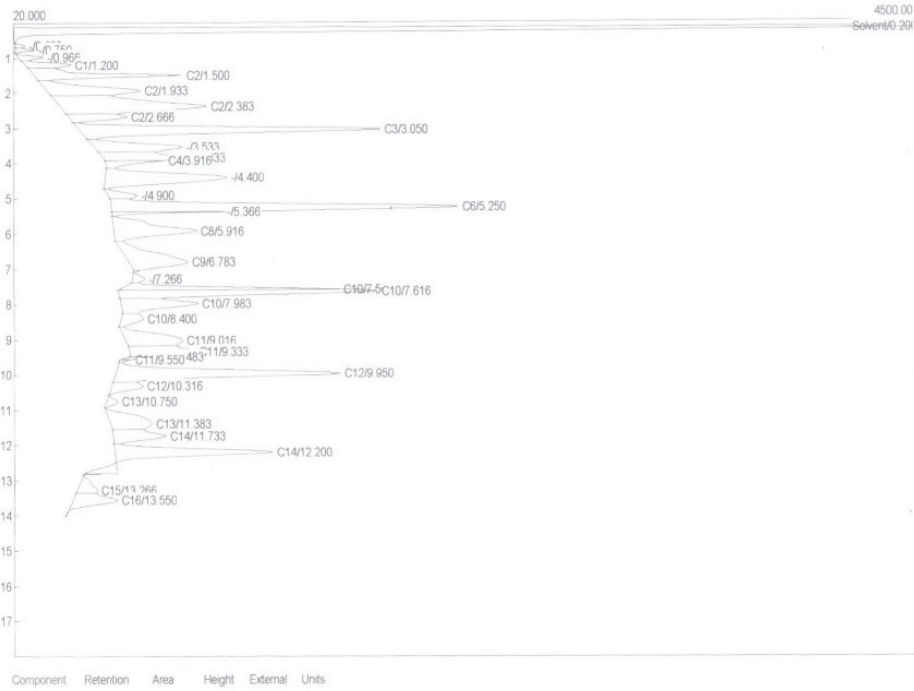 20.000
4500.00
Solvent/0.200
-/0.966
1
C1/1.200
C2/1.500
C2/1.933
2
C2/2.383
C2/2.666
3
C3/3.050
-/3.533
C4/3.916
4
-/4.400
-/4.900
5
C6/5.250
-/5.366
C8/5.916
6
C9/6.783
7
-/7.266
C10/7.616
8
C10/7.983
C10/8.400
9
C11/9.016
C11/9.333
C11/9.550
C12/9.950
10
C12/10.316
C13/10.750
11
C13/11.383
C14/11.733
12
C14/12.200
13
C15/13.266
C16/13.550
14
15
16
17
Component Retention Area Height External Units